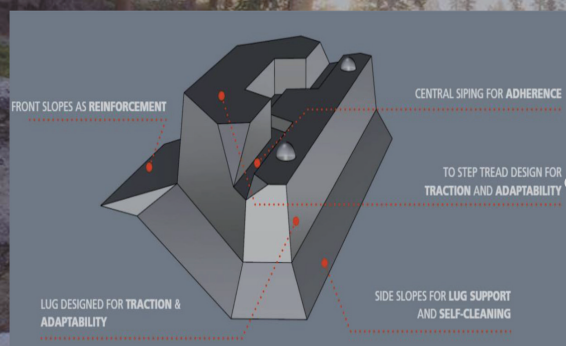 FRONT SLOPES AS REINFORCEMENT
CENTRAL SIPING FOR ADHERENCE
TO STEP TREAD DESIGN FOR
TRACTION AND ADAPTABILITY
LUG DESIGNED FOR TRACTION &
ADAPTABILITY
SIDE SLOPES FOR LUG SUPPORT
AND SELF-CLEANING